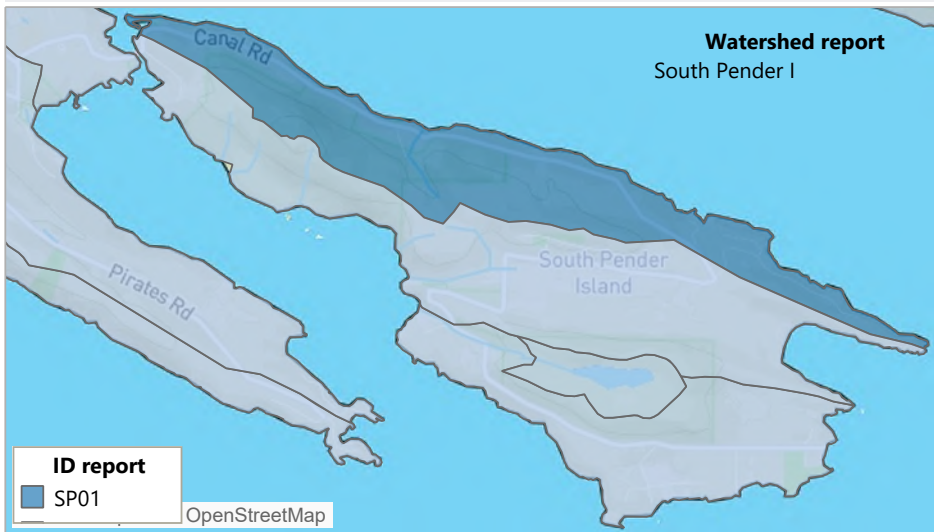 Canal Rd
Watershed report
South Pender I
South Pender
Island
Pirates Rd
ID report
SP01
OpenStreetMap